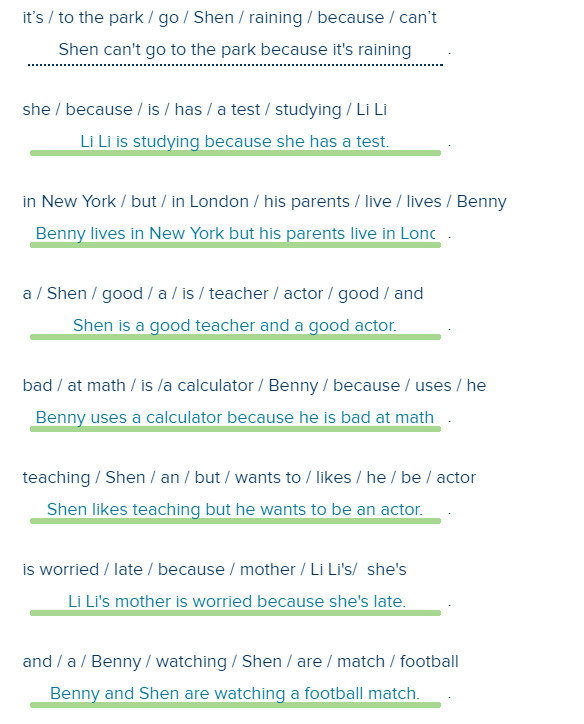 it's / to the park / go / Shen / raining / because / can’t
Shen can't go to the park because it's raining .
she / because / is / has / a test / studying / Li Li
Li Li is studying because she has a test. .
in New York / but / in London / his parents / live / lives / Benny
Benny lives in New York but his parents live in Lonc .
a / Shen / good / a / is / teacher / actor / good / and
Shen is a good teacher and a good actor. .
bad / at math / is /a calculator / Benny / because / uses / he
Benny uses a calculator because he is bad at math .
teaching / Shen / an / but / wants to / likes / he / be / actor
Shen likes teaching but he wants to be an actor. .
is worried / late / because / mother / Li Li's/ she's
Li Li's mother is worried because she's late. .
and / a / Benny / watching / Shen / are / match / football
Benny and Shen are watching a football match. .